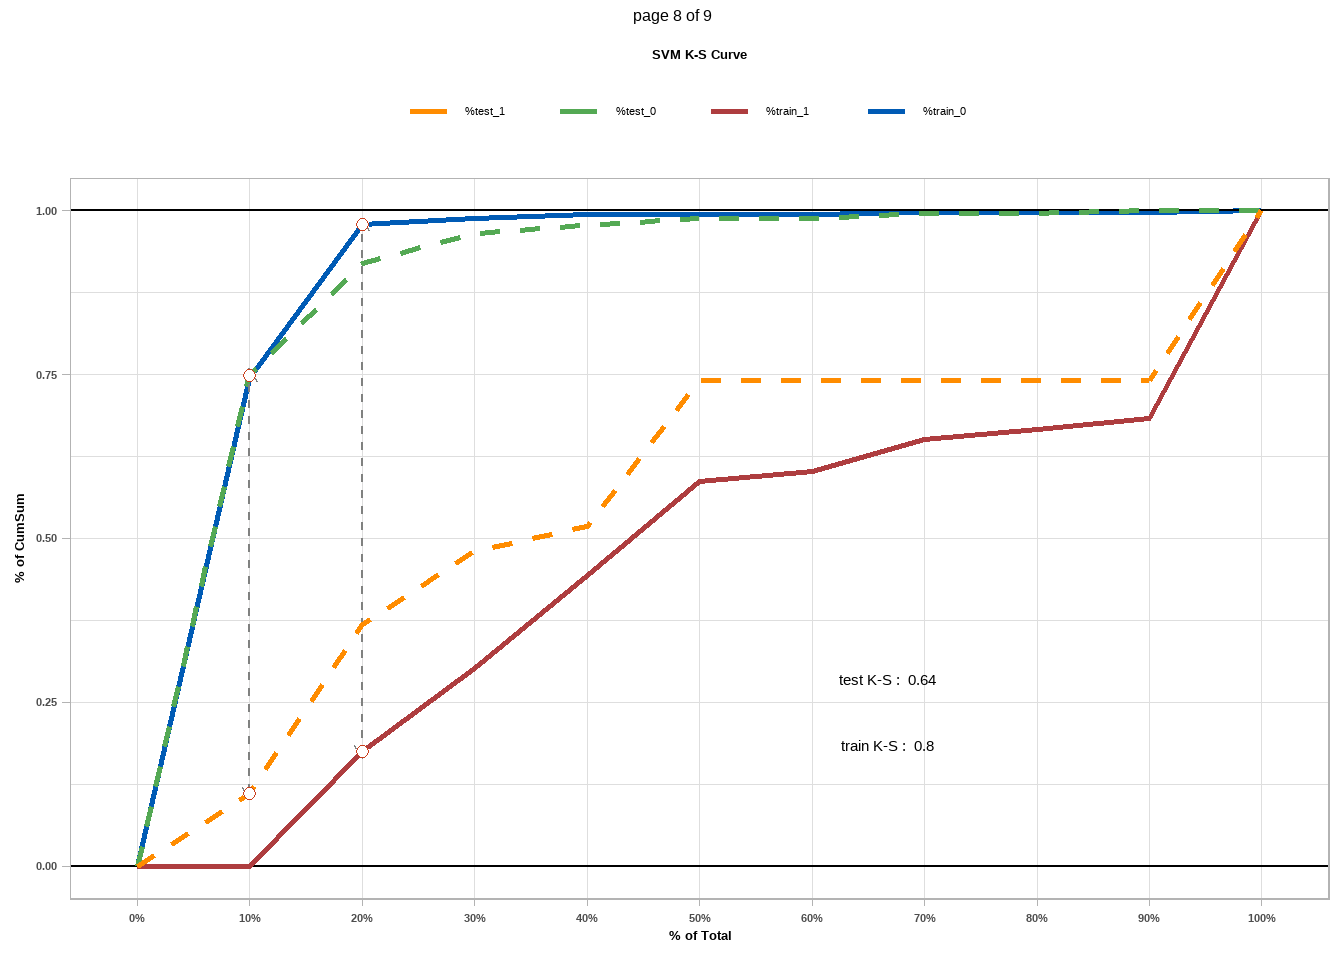 page 8 of 9
SVM K-S Curve
%test_1 %test_0 %train_1 %train_0
1.00
0.75
0.50
0.25
0.00
% of CumSum
test K-S : 0.64
train K-S : 0.8
0% 10% 20% 30% 40% 50% 60% 70% 80% 90% 100%
% of Total